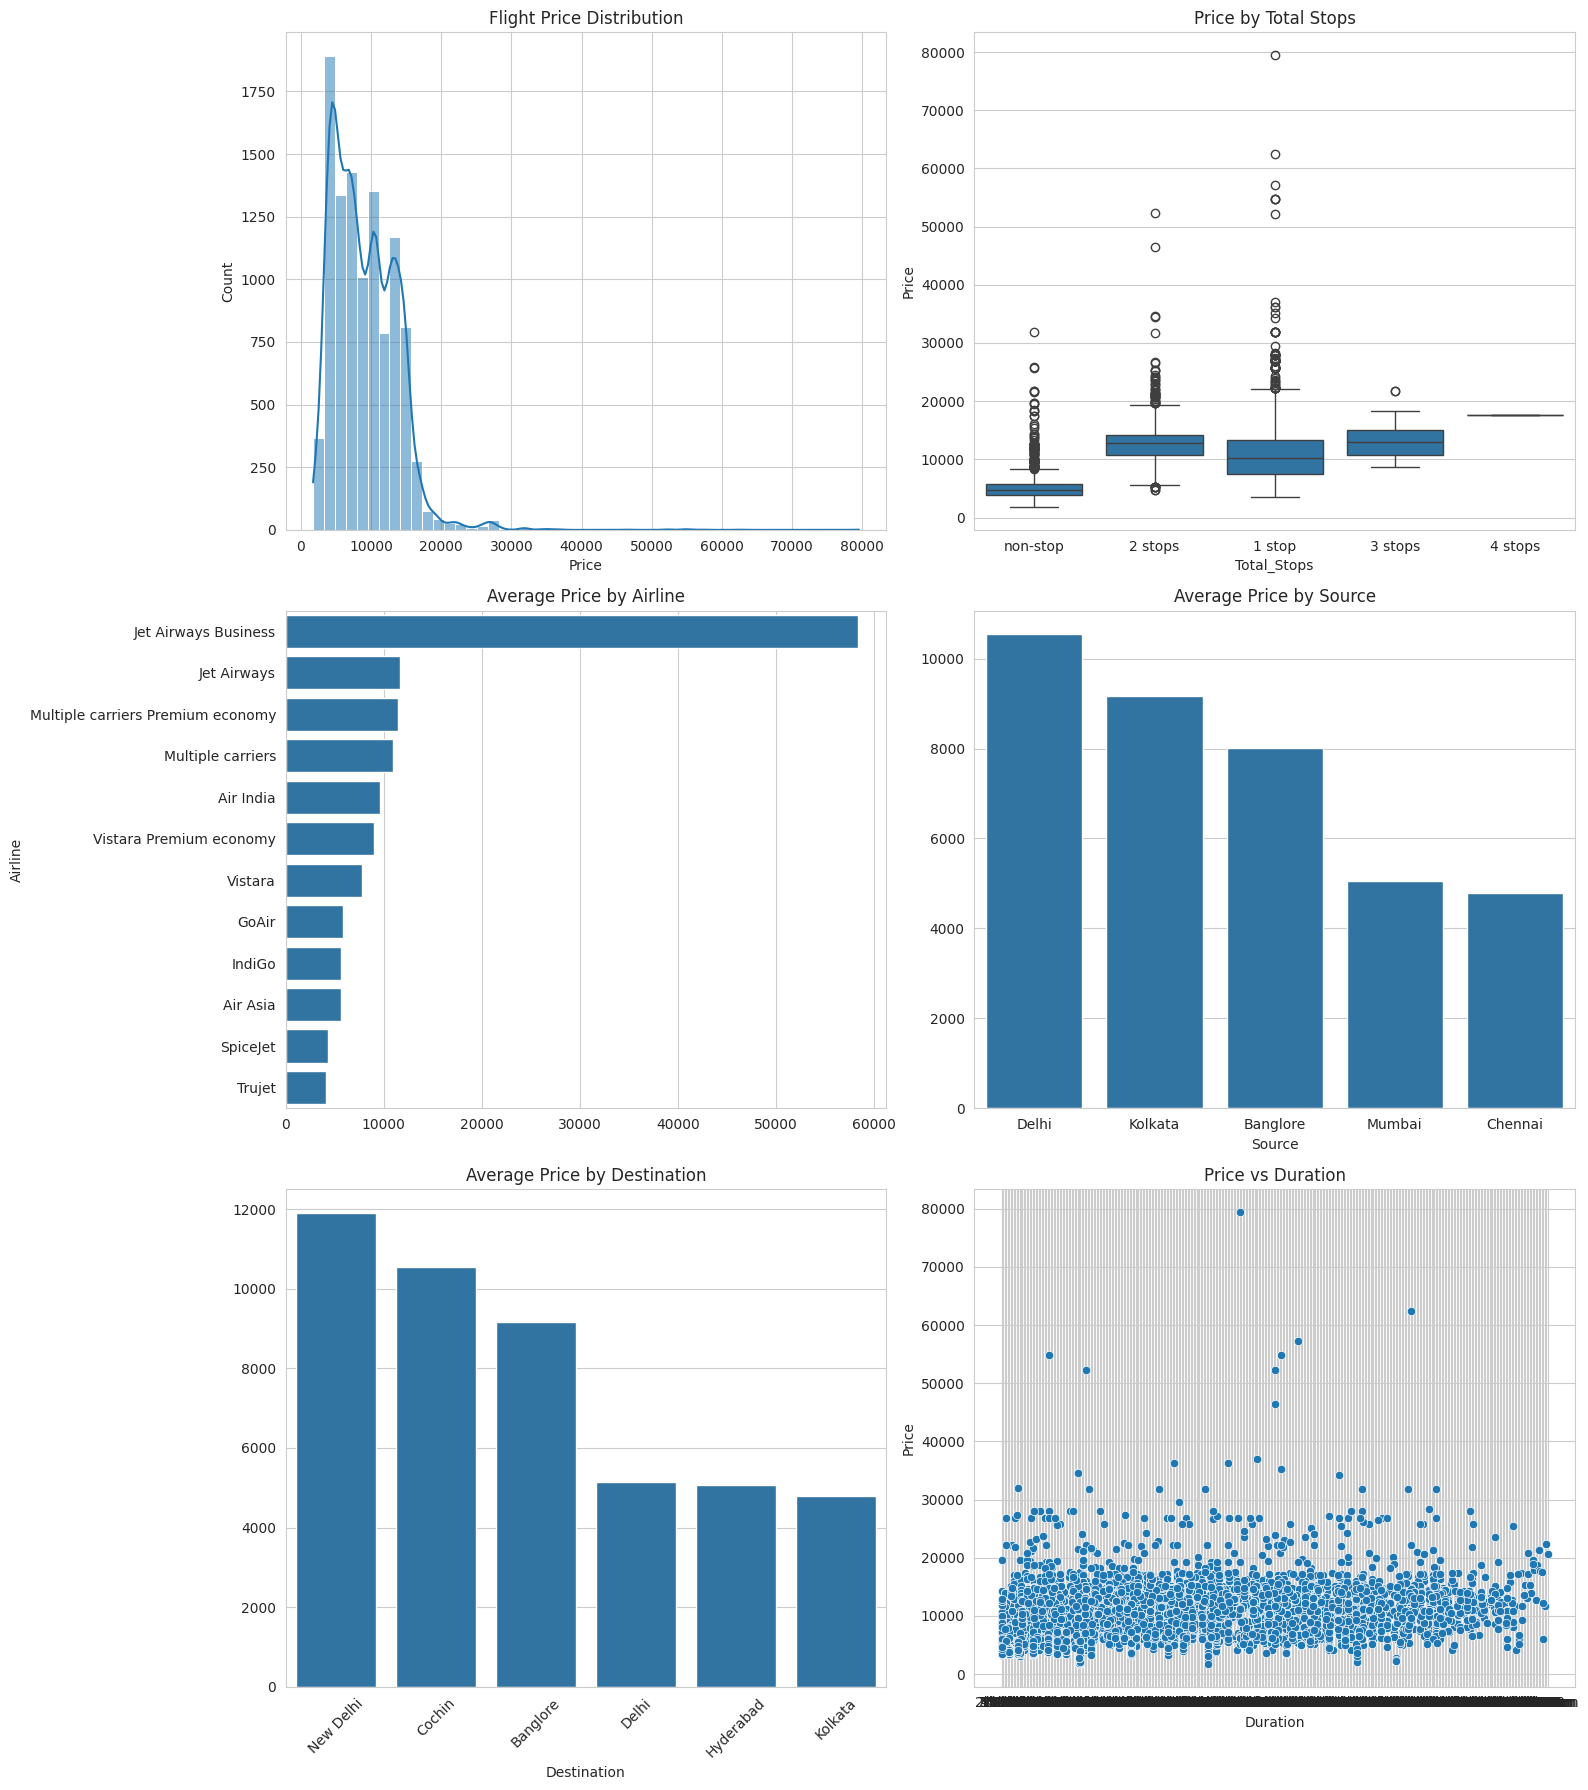 Flight Price Distribution
1750
1500
1250
1000
750
500
250
0
Count
0 10000 20000 30000 40000 50000 60000 70000 80000
Price
Price by Total Stops
80000
70000
60000
50000
40000
30000
20000
10000
0
Price
non-stop 2 stops 1 stop 3 stops 4 stops
Total_Stops
Average Price by Airline
Airline
Jet Airways Business
Jet Airways
Multiple carriers Premium economy
Multiple carriers
Air India
Vistara Premium economy
Vistara
GoAir
IndiGo
Air Asia
SpiceJet
Trujet
0 10000 20000 30000 40000 50000 60000
Average Price by Source
10000
8000
6000
4000
2000
0
Delhi Kolkata Banglore Mumbai Chennai
Source
Average Price by Destination
12000
10000
8000
6000
4000
2000
0
New Delhi Cochin Banglore Delhi Hyderabad Kolkata
Destination
Price vs Duration
80000
70000
60000
50000
40000
30000
20000
10000
0
Price
Duration